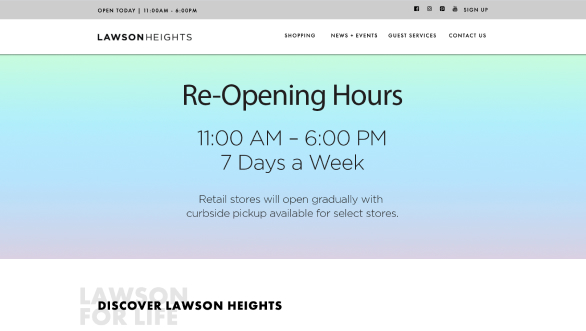 OPEN TODAY | 11:00AM - 6:00PM
SIGN UP
LAWSONHEIGHTS
SHOPPING NEWS + EVENTS GUEST SERVICES CONTACT US
Re-Opening Hours
11:00 AM – 6:00 PM
7 Days a Week
Retail stores will open gradually with
curbside pickup available for select stores.
LAWSON
FOR LIFE
DISCOVER LAWSON HEIGHTS